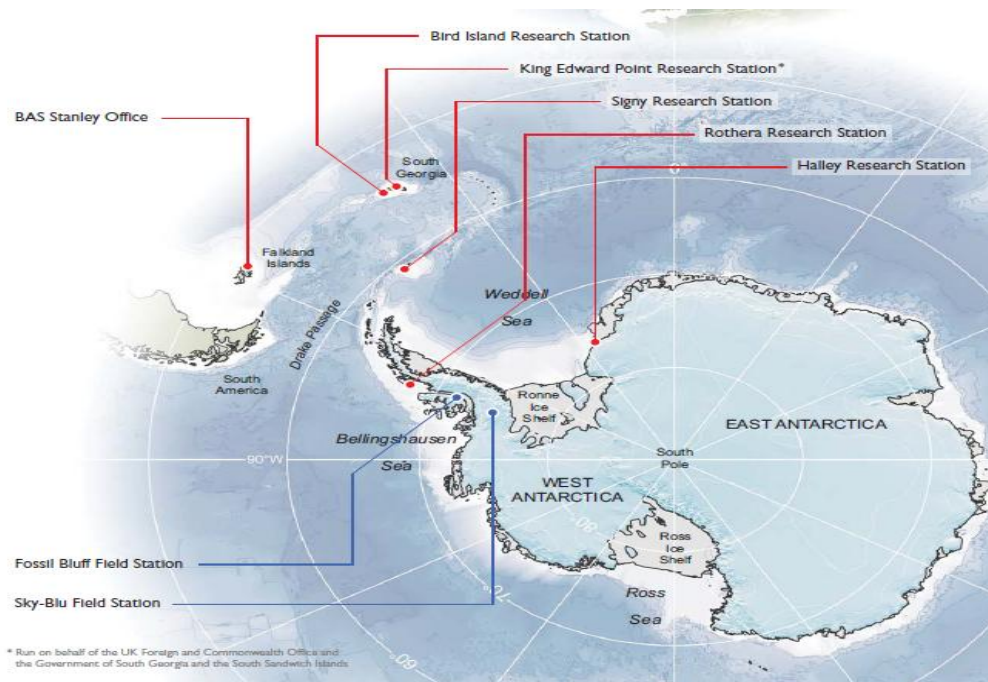 Bird Island Research Station
King Edward Point Research Station*
Signy Research Station
BAS Stanley Office
Rothera Research Station
Halley Research Station
South
Georgia
0
Falkland
Islands
Weddell
Sea
Drake Passage
South
America
Ronne
Ice
Shelf
EAST ANTARCTICA
Bellingshausen
Sea
90°W
South
Pole
WEST
ANTARCTICA
80°
Ross
Ice
Shelf
Fossil Bluff Field Station
Sky-Blu Field Station
70°
Ross
Sea
60°
* Run on behalf of the UK Foreign and Commonwealth Office and
the Government of South Georgia and the South Sandwich Islands